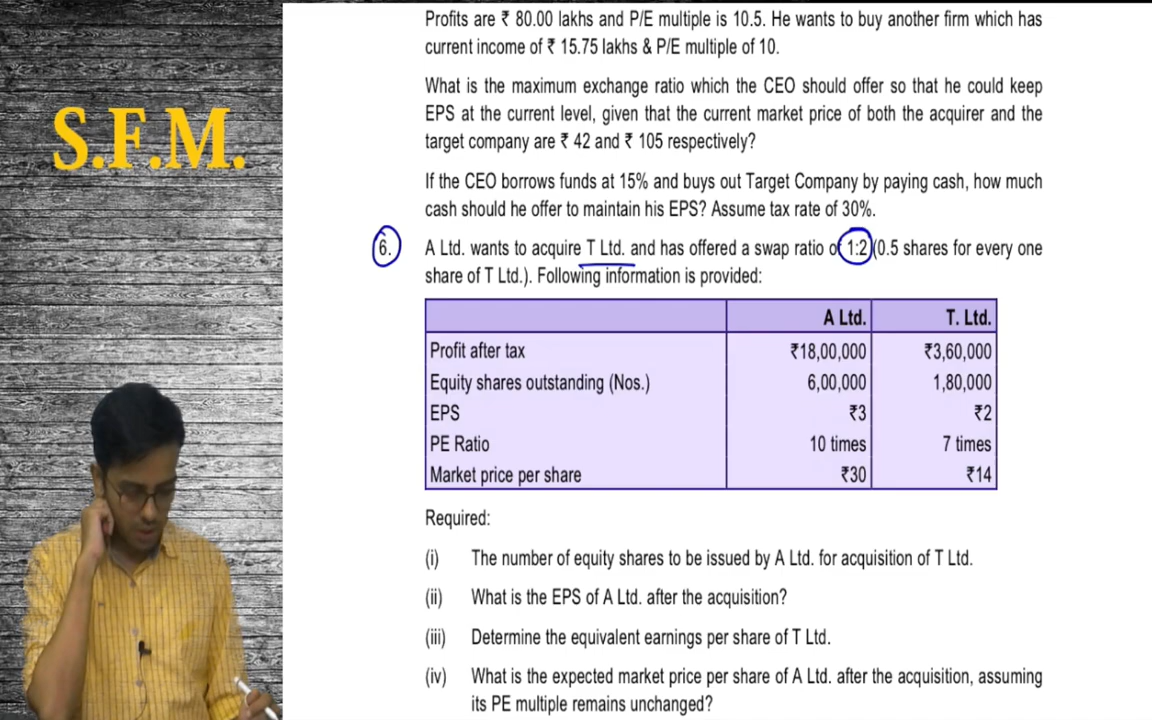 Profits are ₹ 80.00 lakhs and P/E multiple is 10.5. He wants to buy another firm which has
current income of ₹ 15.75 lakhs & P/E multiple of 10.
What is the maximum exchange ratio which the CEO should offer so that he could keep
EPS at the current level, given that the current market price of both the acquirer and the
target company are ₹ 42 and ₹ 105 respectively?
If the CEO borrows funds at 15% and buys out Target Company by paying cash, how much
cash should he offer to maintain his EPS? Assume tax rate of 30%.
S.F.M.
6. A Ltd. wants to acquire T Ltd. and has offered a swap ratio of 1:2 (0.5 shares for every one
share of T Ltd.). Following information is provided:
A Ltd. T. Ltd.
Profit after tax ₹18,00,000 ₹3,60,000
Equity shares outstanding (Nos.) 6,00,000 1,80,000
EPS ₹3 ₹2
PE Ratio 10 times 7 times
Market price per share ₹30 ₹14
Required:
(i) The number of equity shares to be issued by A Ltd. for acquisition of T Ltd.
(ii) What is the EPS of A Ltd. after the acquisition?
(iii) Determine the equivalent earnings per share of T Ltd.
(iv) What is the expected market price per share of A Ltd. after the acquisition, assuming
its PE multiple remains unchanged?